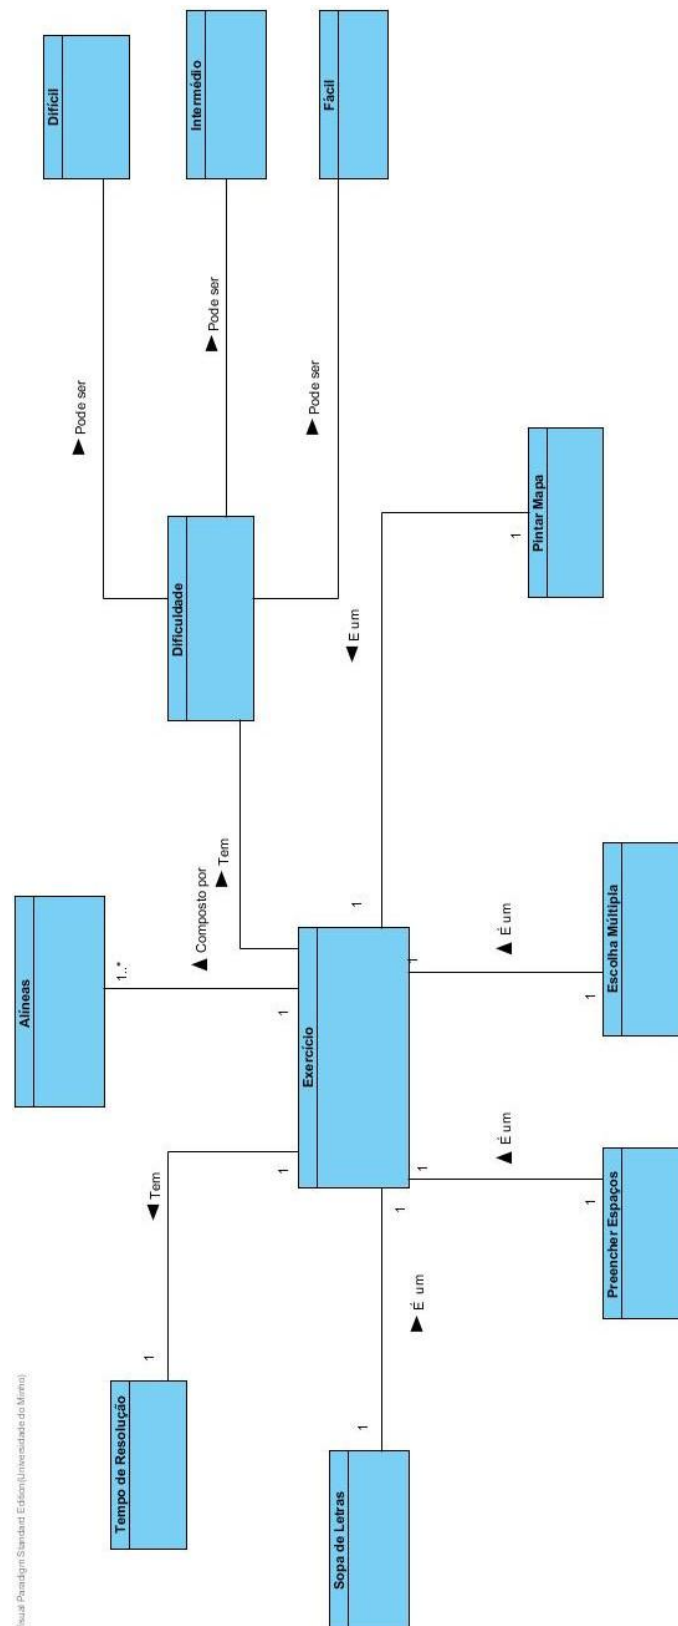 isual Paradigm Standard Edition(Universidade do Minho)
Alíneas
Difícil
Pode ser
Tempo de Resolução
1
Tem
1..*
Composto por
Tem
Dificuldade
Pode ser
Intermédio
1
1
Exercício
Pode ser
Fácil
Sopa de Letras
1
É um
1
1
1
1
E um
1
É um
1
É um
1
Pintar Mapa
Preencher Espaços
Escolha Múltipla